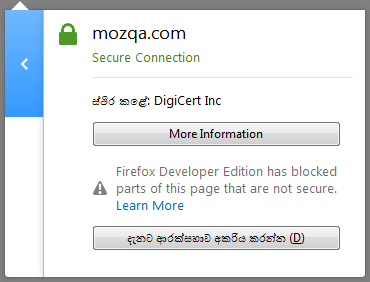 mozqa.com
Secure Connection
ස්ථිර කළේ: DigiCert Inc
More Information
Firefox Developer Edition has blocked
parts of this page that are not secure.
Learn More
දැනට ආරක්සභාව අකරිය කරන්න (D)